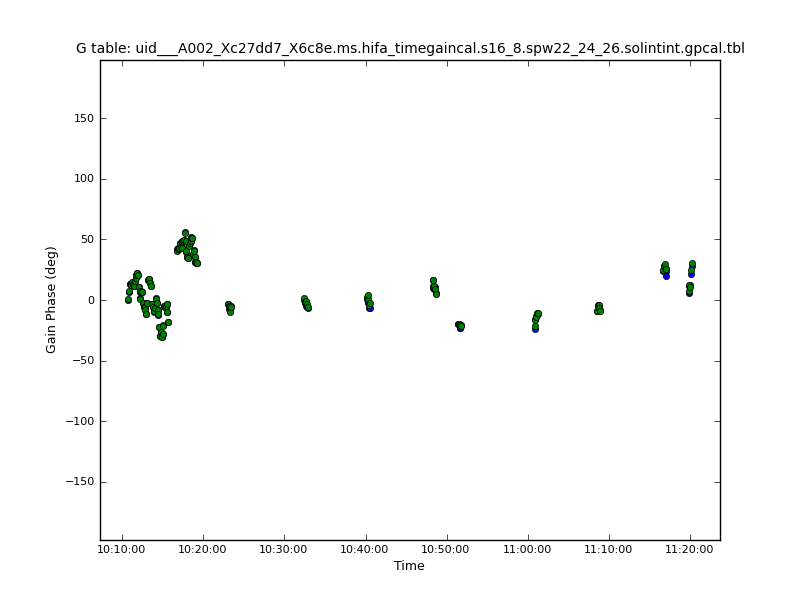 G table: uid___A002_Xc27dd7_X6c8e.ms.hifa_timegaincal.s16_8.spw22_24_26.solintint.gpcal.tbl
150
100
50
0
−50
−100
−150
Gain Phase (deg)
10:10:00 10:20:00 10:30:00 10:40:00 10:50:00 11:00:00 11:10:00 11:20:00
Time